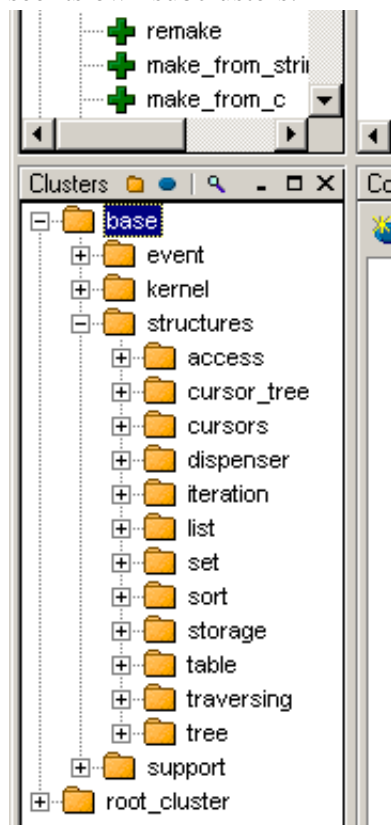 remake
make_from_strii
make_from_c
Clusters
Co
base
event
kernel
structures
access
cursor_tree
cursors
dispenser
iteration
list
set
sort
storage
table
traversing
tree
support
root_cluster